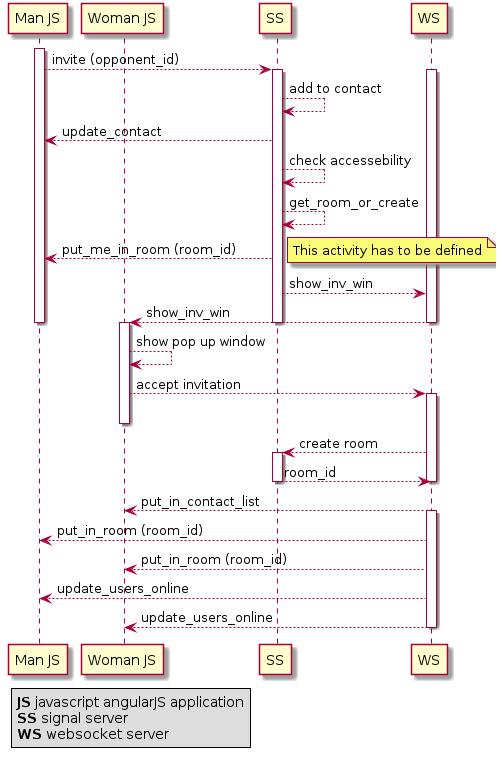 Man JS
Woman JS
SS
WS
invite (opponent_id)
add to contact
update_contact
check accessebility
get_room_or_create
This activity has to be defined
put_me_in_room (room_id)
show_inv_win
show_inv_win
show pop up window
accept invitation
create room
room_id
put_in_contact_list
put_in_room (room_id)
put_in_room (room_id)
update_users_online
update_users_online
Man JS
Woman JS
SS
WS
JS javascript angularJS application
SS signal server
WS websocket server